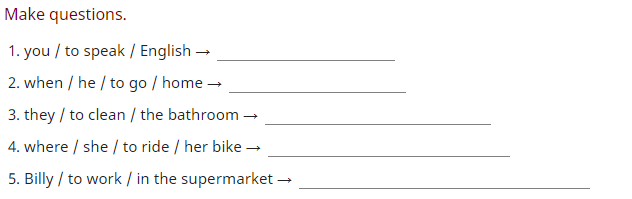 Make questions.
1. you / to speak / English →
2. when / he / to go / home →
3. they / to clean / the bathroom →
4. where / she / to ride / her bike →
5. Billy / to work / in the supermarket →